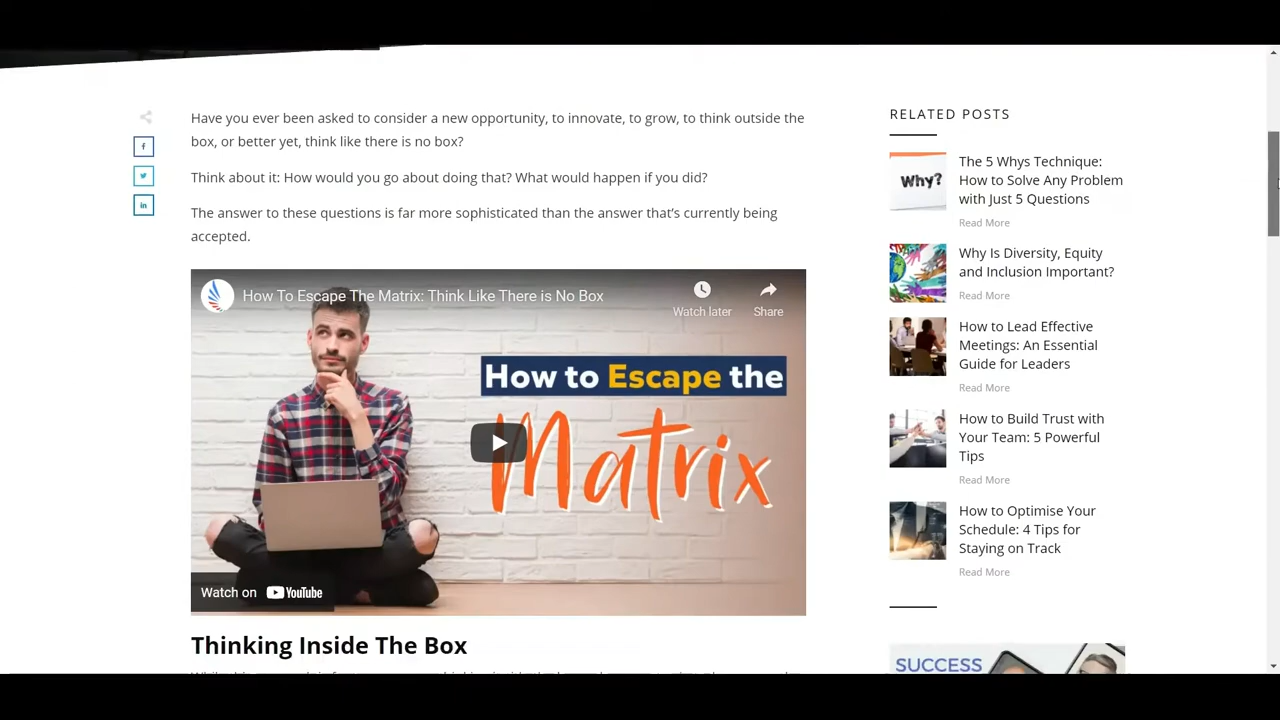 Have you ever been asked to consider a new opportunity, to innovate, to grow, to think outside the
box, or better yet, think like there is no box?
Think about it: How would you go about doing that? What would happen if you did?
The answer to these questions is far more sophisticated than the answer that's currently being
accepted.
How To Escape The Matrix: Think Like There is No Box
Watch later
Share
How to Escape the
Matrix
Watch on YouTube
Thinking Inside The Box
RELATED POSTS
Why?
The 5 Whys Technique:
How to Solve Any Problem
with Just 5 Questions
Read More
Why Is Diversity, Equity
and Inclusion Important?
Read More
How to Lead Effective
Meetings: An Essential
Guide for Leaders
Read More
How to Build Trust with
Your Team: 5 Powerful
Tips
Read More
How to Optimise Your
Schedule: 4 Tips for
Staying on Track
Read More
SUCCESS